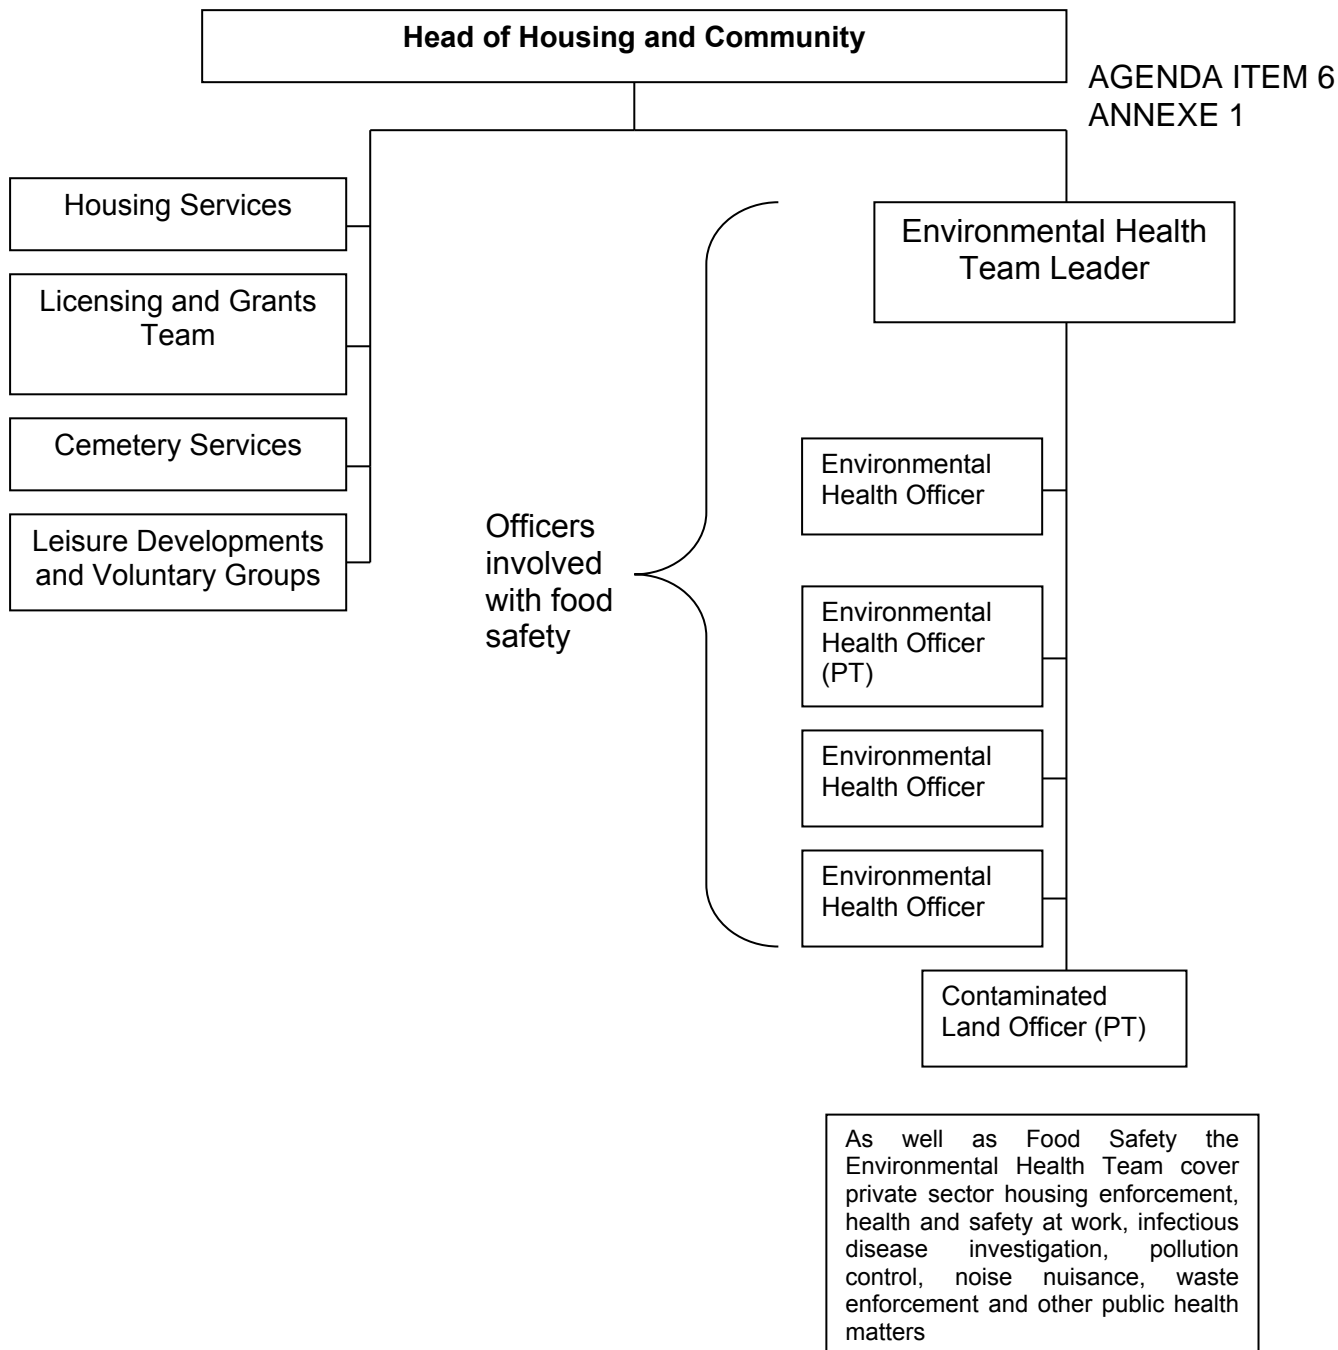 Head of Housing and Community
AGENDA ITEM 6
ANNEXE 1
Housing Services
Licensing and Grants
Team
Cemetery Services
Leisure Developments
and Voluntary Groups
Officers
involved
with food
safety
Environmental Health
Team Leader
Environmental
Health Officer
Environmental
Health Officer
(PT)
Environmental
Health Officer
Environmental
Health Officer
Contaminated
Land Officer (PT)
As well as Food Safety the
Environmental Health Team cover
private sector housing enforcement,
health and safety at work, infectious
disease investigation, pollution
control, noise nuisance, waste
enforcement and other public health
matters